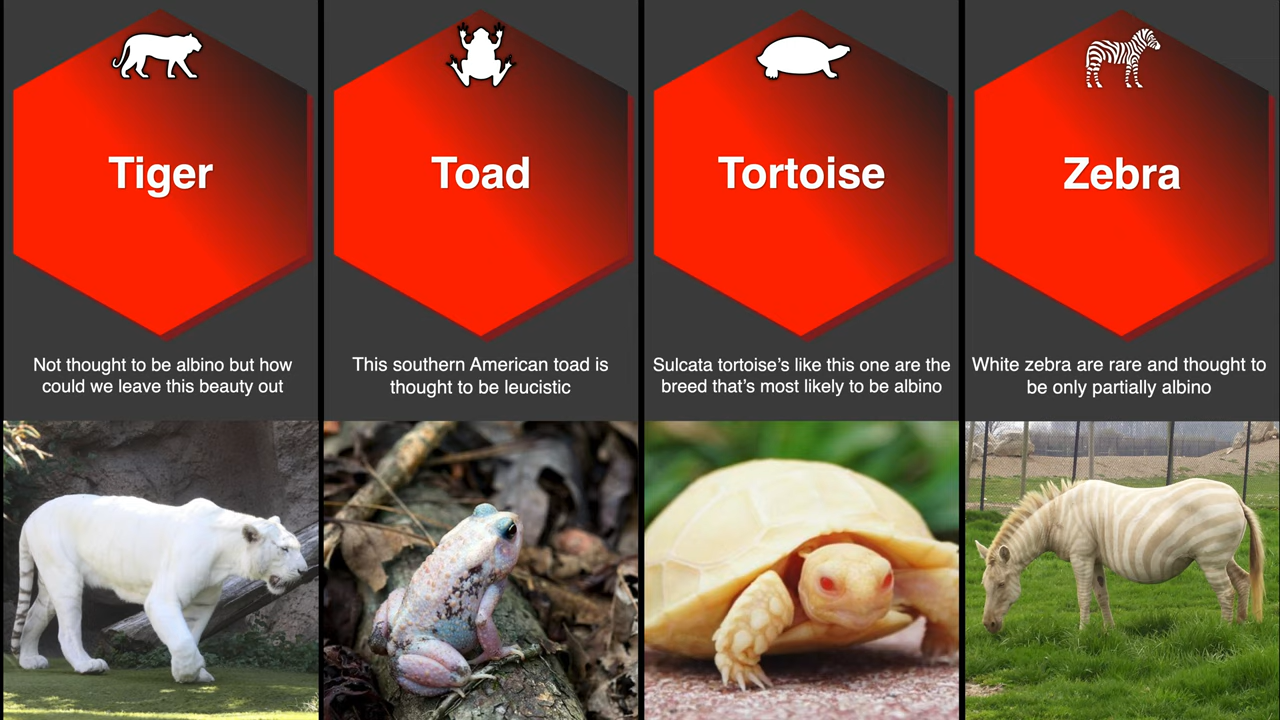 Tiger
Not thought to be albino but how
could we leave this beauty out
Toad
This southern American toad is
thought to be leucistic
Tortoise
Sulcata tortoise's like this one are the
breed that's most likely to be albino
Zebra
White zebra are rare and thought to
be only partially albino